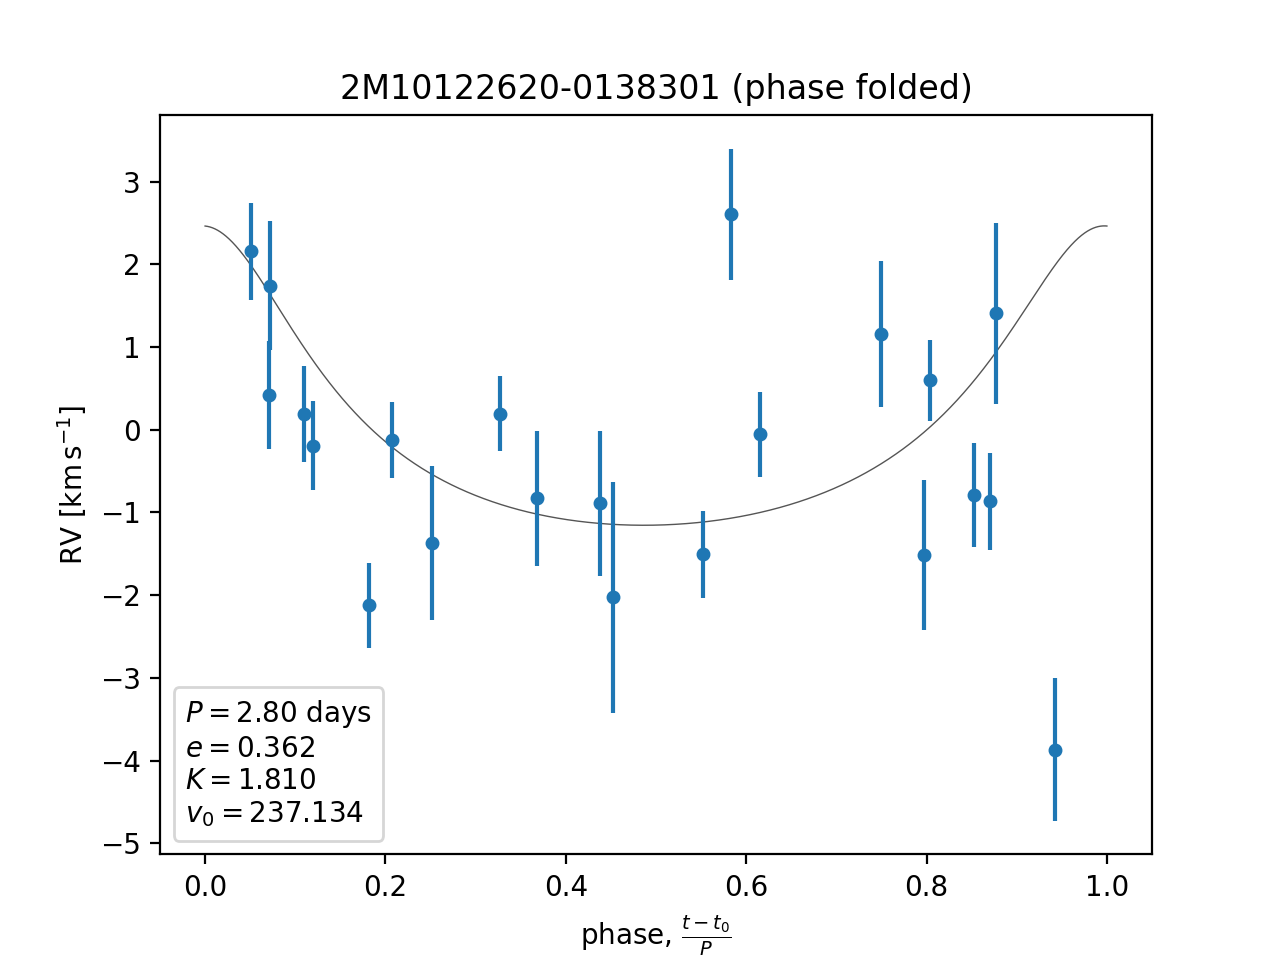 2M10122620-0138301 (phase folded)
RV [km s⁻¹]
3
2
1
0
−1
−2
−3
−4
−5
P = 2.80 days
e = 0.362
K = 1.810
v₀ = 237.134
0.0 0.2 0.4 0.6 0.8 1.0
phase, (t − t₀)/P